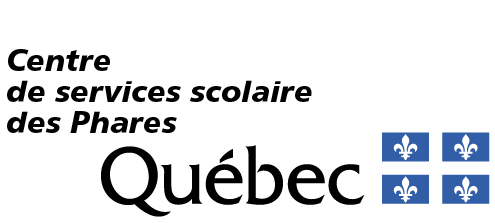 Centre
de services scolaire
des Phares
Québec